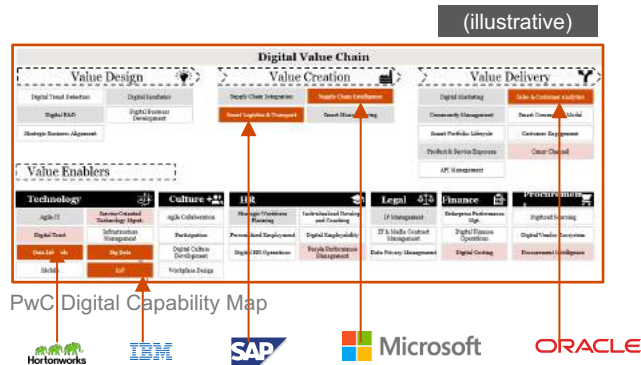 (illustrative)
Digital Value Chain
Value Design
Value Creation
Value Delivery
Digital Trend Detection
Digital Incubator
Supply Chain Integration
Supply Chain Intelligence
Digital Marketing
Sales & Customer Analytics
Digital R&D
Digital Business Development
Smart Logistics & Transport
Smart Manufacturing
Community Management
Smart Model
Strategic Business Alignment
Smart Portfolio Lifecycle
Customer Engagement
Product & Service Exposure
Omni Channel
API Management
Value Enablers
Technology
Culture
HR
Legal
Finance
Procurement
Agile IT
Service Oriented Technology Mgmt.
Agile Collaboration
Strategic Workforce Planning
Individualized and Coaching
IP Management
Enterprise Performance Mgt.
Digitized Sourcing
Digital Trust
Infrastructure Management
Participation
Personalized Employment
Digital Employability
IT & Media Contract Management
Digital Finance Operations
Digital Vendor Ecosystem
Data
Big Data
Digital Culture Development
Digital HR Operations
People Performance Management
Data Privacy Management
Digital Costing
Procurement Intelligence
Mobile
IoT
Workplace Design
PwC Digital Capability Map
Hortonworks
IBM
SAP
Microsoft
ORACLE